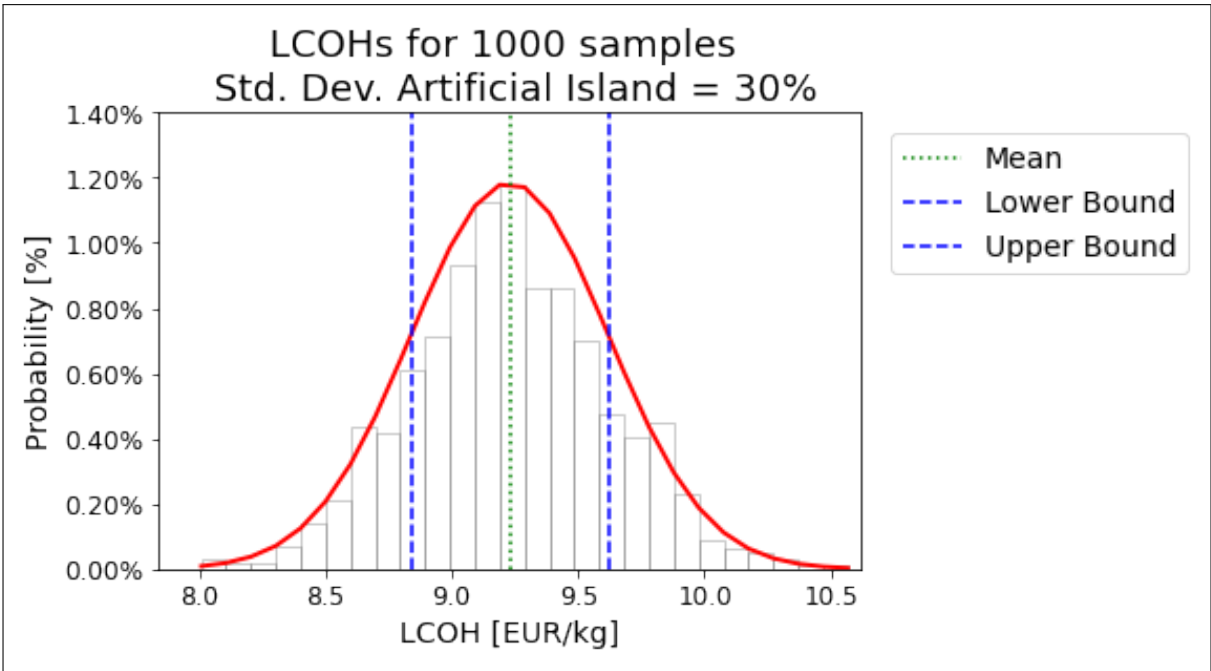 LCOHs for 1000 samples
Std. Dev. Artificial Island = 30%
1.40%
1.20%
1.00%
0.80%
0.60%
0.40%
0.20%
0.00%
Probability [%]
8.0 8.5 9.0 9.5 10.0 10.5
LCOH [EUR/kg]
Mean
Lower Bound
Upper Bound